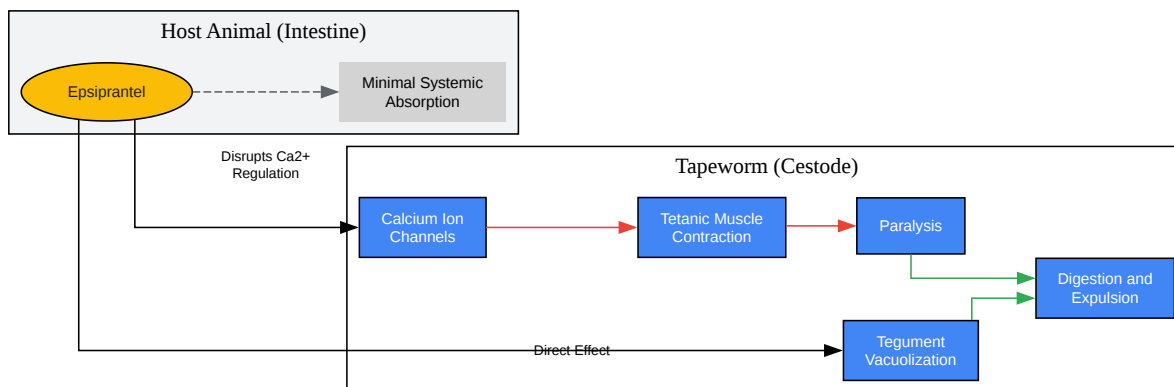 Host Animal (Intestine)
Epsiprantel
Minimal Systemic
Absorption
Disrupts Ca2+
Regulation
Tapeworm (Cestode)
Calcium Ion
Channels
Tetanic Muscle
Contraction
Paralysis
Digestion and
Expulsion
Direct Effect
Tegument
Vacuolization